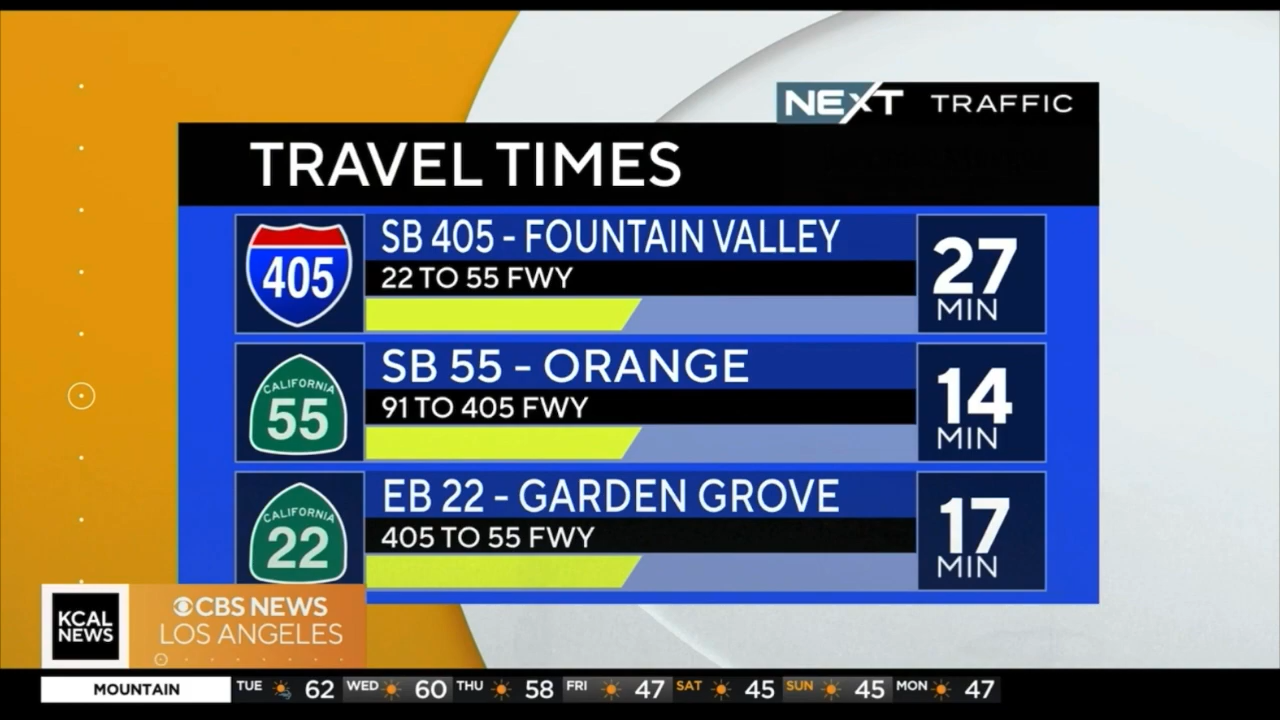 NEXT TRAFFIC
TRAVEL TIMES
405
SB 405 - FOUNTAIN VALLEY
22 TO 55 FWY
27
MIN
CALIFORNIA
55
SB 55 - ORANGE
91 TO 405 FWY
14
MIN
CALIFORNIA
22
EB 22 - GARDEN GROVE
405 TO 55 FWY
17
MIN
KCAL
NEWS
CBS NEWS
LOS ANGELES
MOUNTAIN TUE 62 WED 60 THU 58 FRI 47 SAT 45 SUN 45 MON 47